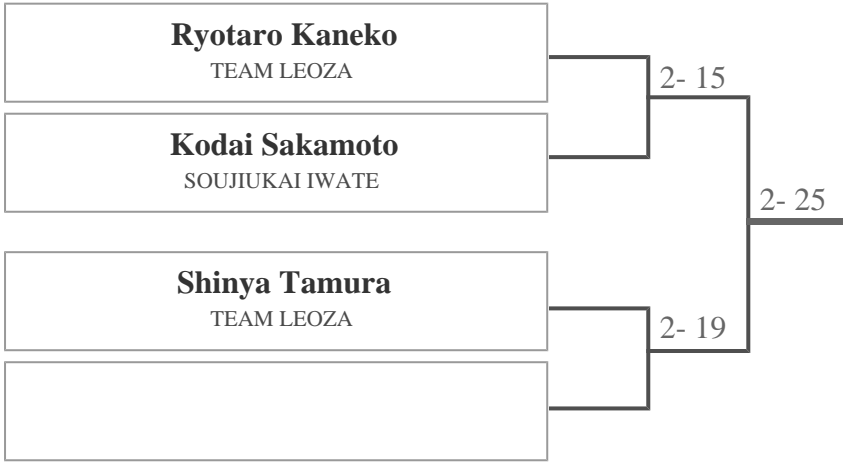 Ryotaro Kaneko
TEAM LEOZA
2- 15
Kodai Sakamoto
SOUJIUKAI IWATE
2- 25
Shinya Tamura
TEAM LEOZA
2- 19